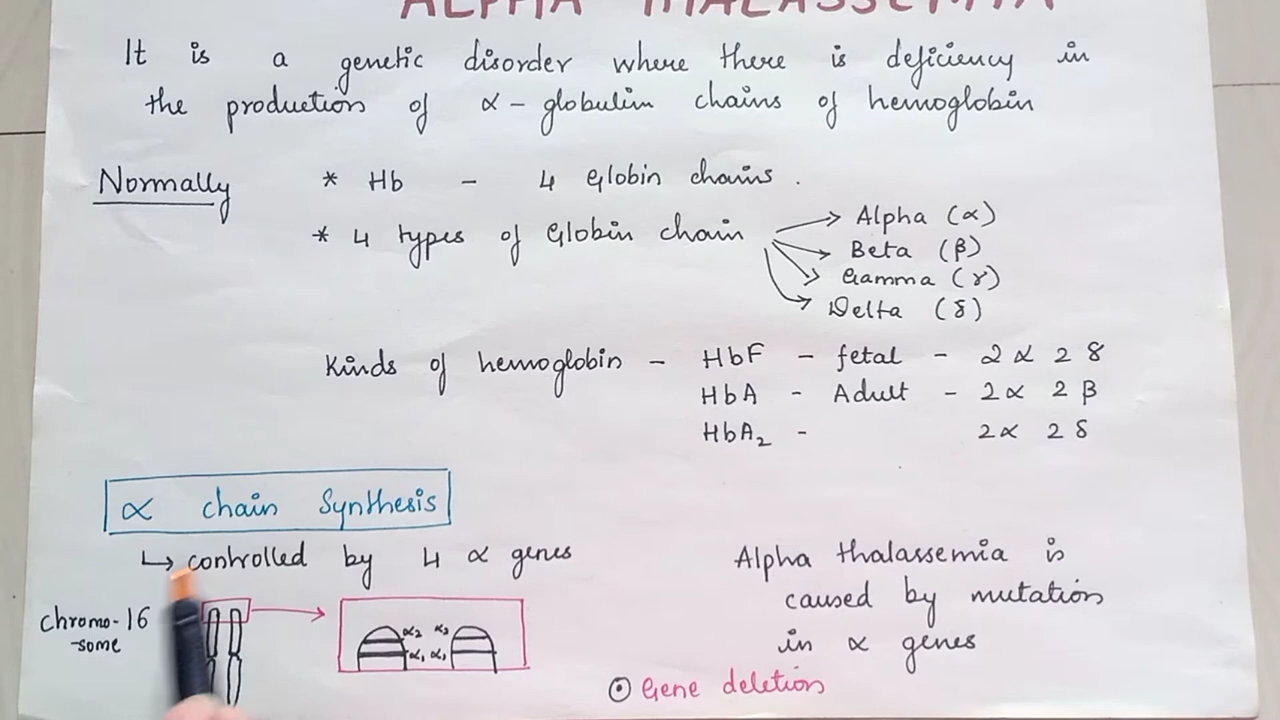 ALPHA THALASSEMIA
It is a genetic disorder where there is deficiency in
the production of α-globulin chains of hemoglobin
Normally * Hb - 4 Globin chains.
* 4 types of Globin chain
Alpha (α)
Beta (β)
Gamma (γ)
Delta (δ)
Kinds of hemoglobin - HbF - fetal - 2α 2γ
HbA - Adult - 2α 2β
HbA₂ - 2α 2δ
α chain Synthesis
↳ controlled by 4 α genes
chromo-16
-some
α₂ α₂
α₁ α₁
Alpha thalassemia is
caused by mutation
in α genes
⊙ Gene deletion